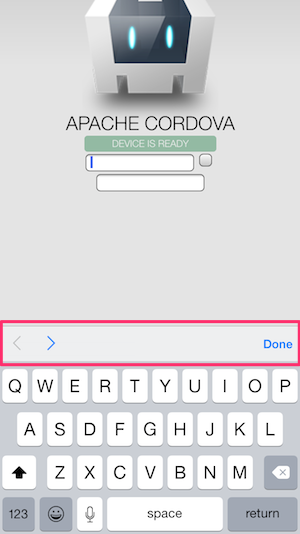 APACHE CORDOVA
DEVICE IS READY
Done
Q W E R T Y U I O P
A S D F G H J K L
Z X C V B N M
123 space return